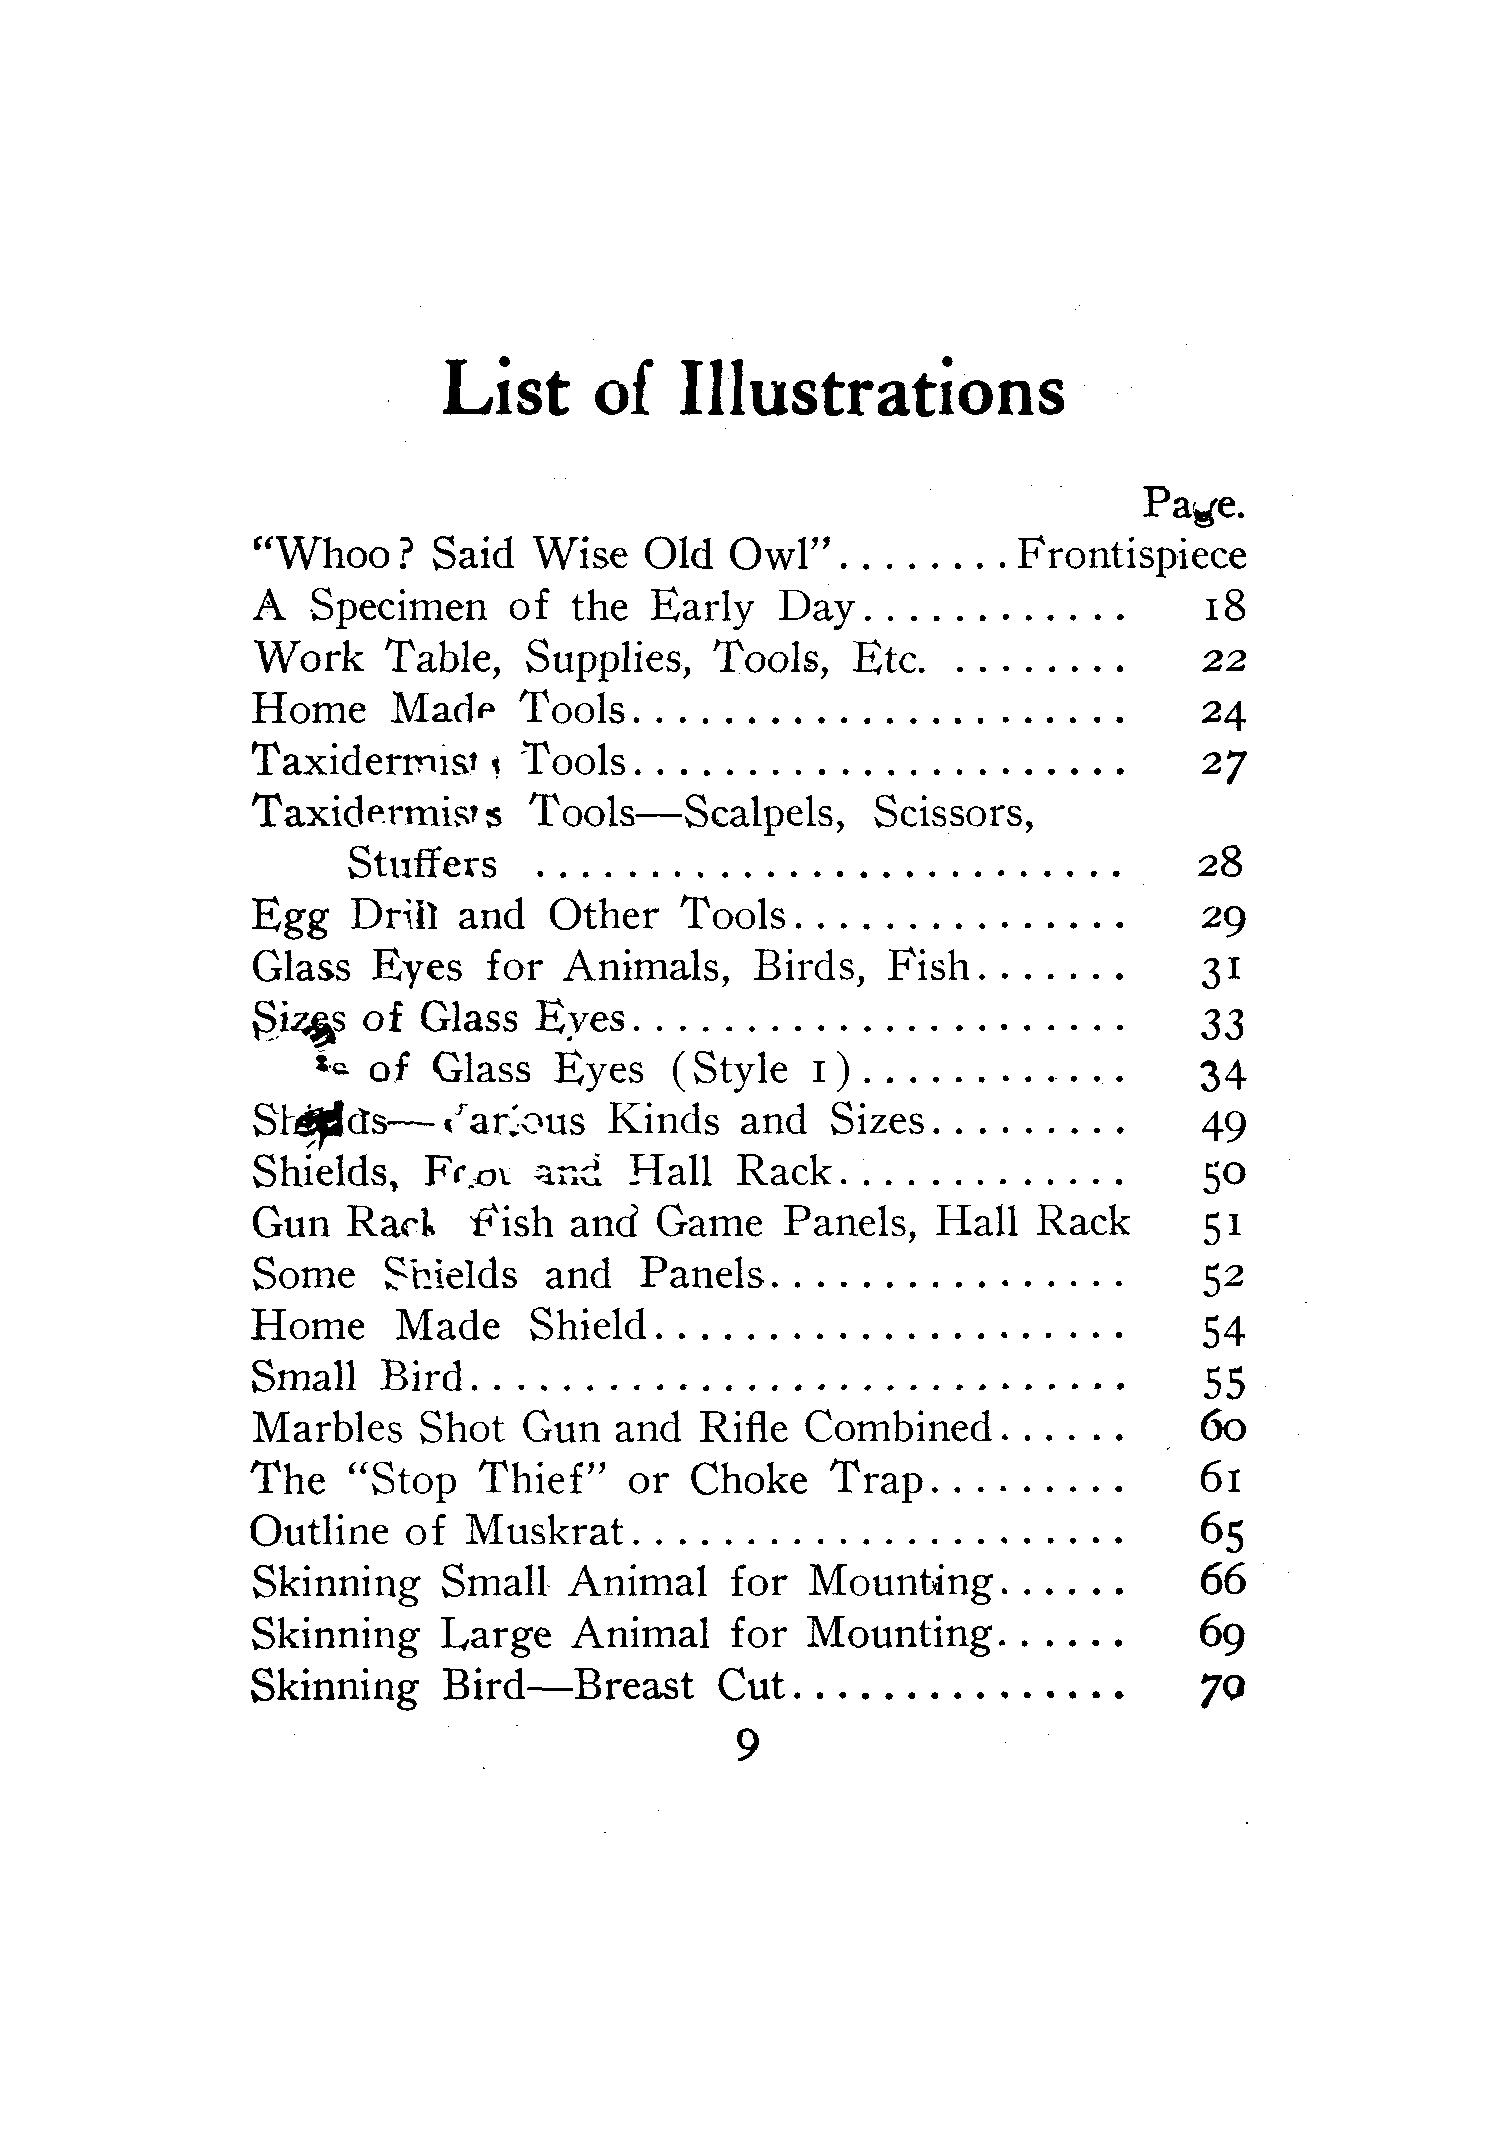 List of Illustrations
Page.
“Whoo? Said Wise Old Owl”........Frontispiece
A Specimen of the Early Day............ 18
Work Table, Supplies, Tools, Etc. ........ 22
Home Made Tools...................... 24
Taxidermists Tools...................... 27
Taxidermists Tools—Scalpels, Scissors,
Stuffers .......................... 28
Egg Drill and Other Tools............... 29
Glass Eyes for Animals, Birds, Fish....... 31
Sizes of Glass Eyes...................... 33
of Glass Eyes (Style 1)............ 34
Shields—Various Kinds and Sizes......... 49
Shields, and Hall Rack............. 50
Gun Rack Fish and Game Panels, Hall Rack 51
Some Shields and Panels................ 52
Home Made Shield..................... 54
Small Bird............................. 55
Marbles Shot Gun and Rifle Combined...... 60
The “Stop Thief” or Choke Trap......... 61
Outline of Muskrat...................... 65
Skinning Small Animal for Mounting...... 66
Skinning Large Animal for Mounting...... 69
Skinning Bird—Breast Cut............... 70
9